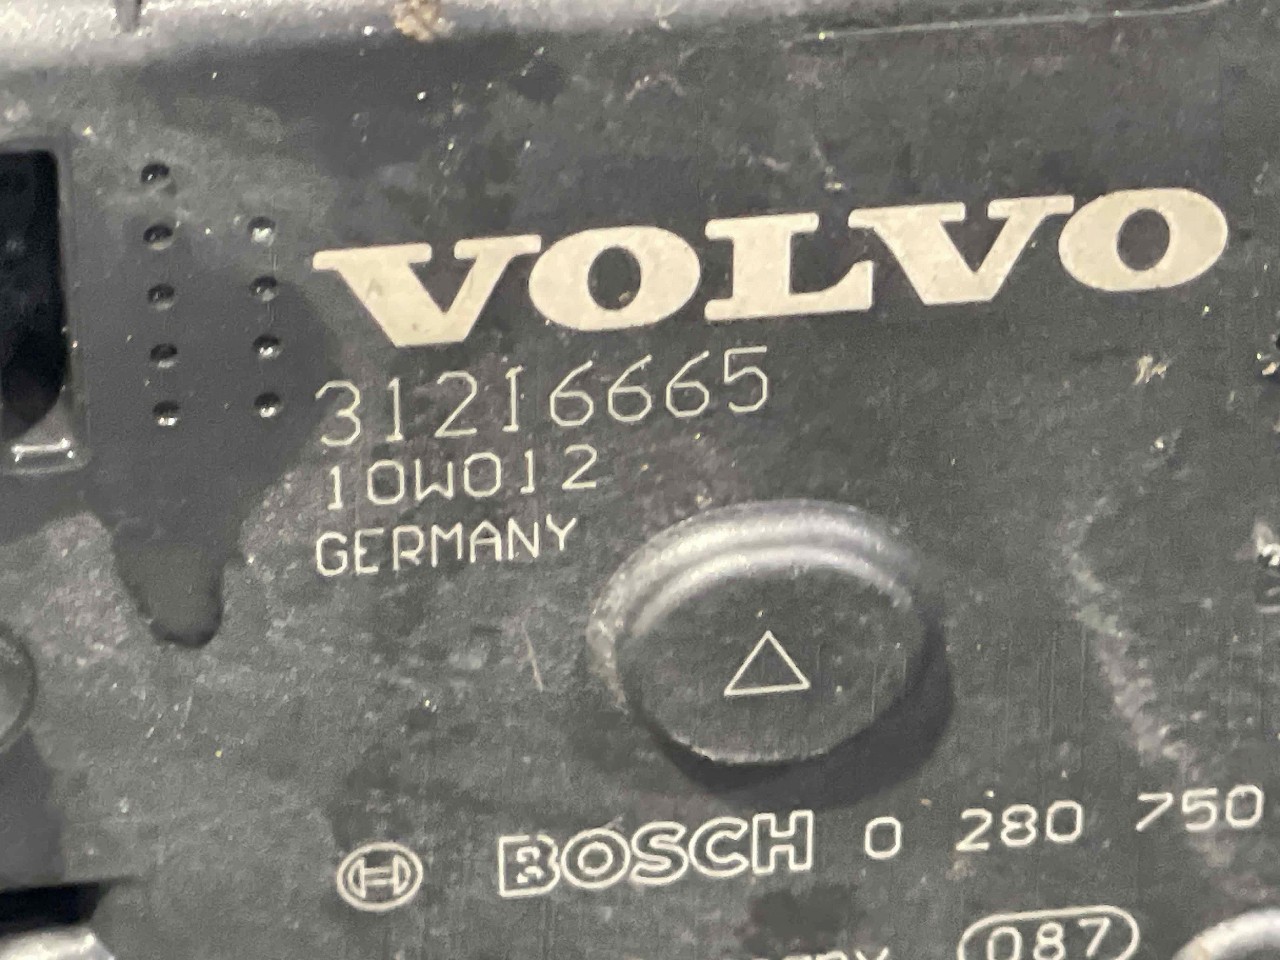 VOLVO
31216665
10W012
GERMANY
BOSCH 0 280 750
087